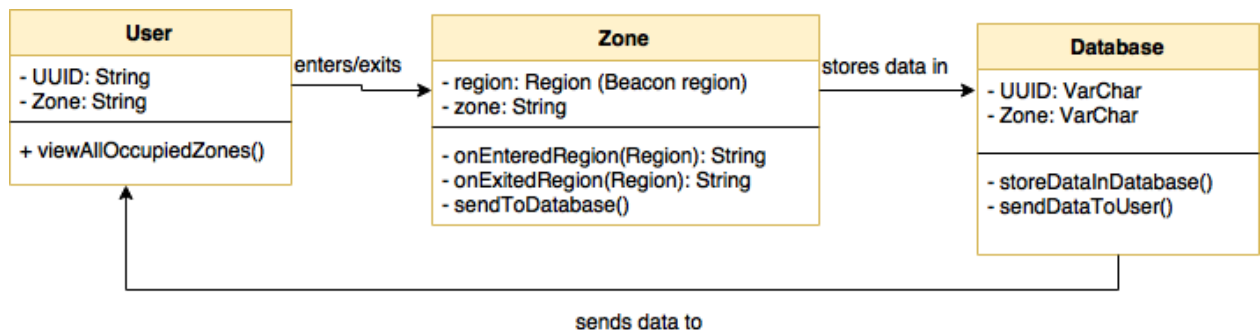 User
- UUID: String
- Zone: String
+ viewAllOccupiedZones()
enters/exits
Zone
- region: Region (Beacon region)
- zone: String
- onEnteredRegion(Region): String
- onExitedRegion(Region): String
- sendToDatabase()
stores data in
Database
- UUID: VarChar
- Zone: VarChar
- storeDataInDatabase()
- sendDataToUser()
sends data to